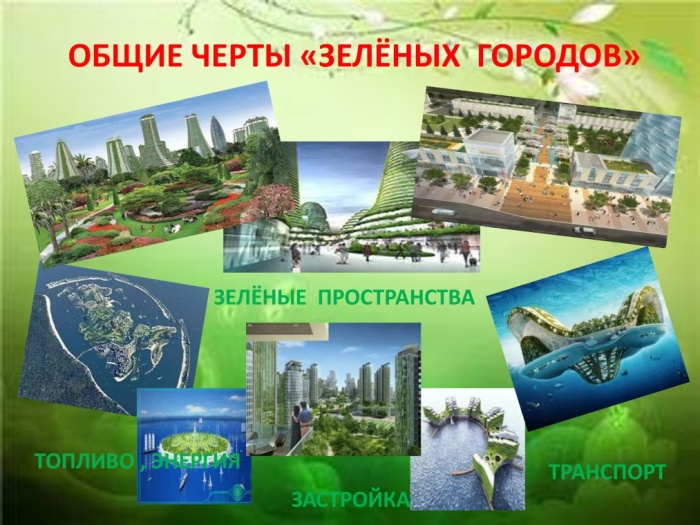 ОБЩИЕ ЧЕРТЫ «ЗЕЛЁНЫХ ГОРОДОВ»
ЗЕЛЁНЫЕ ПРОСТРАНСТВА
ТОПЛИВО , ЭНЕРГИЯ
ТРАНСПОРТ
ЗАСТРОЙКА